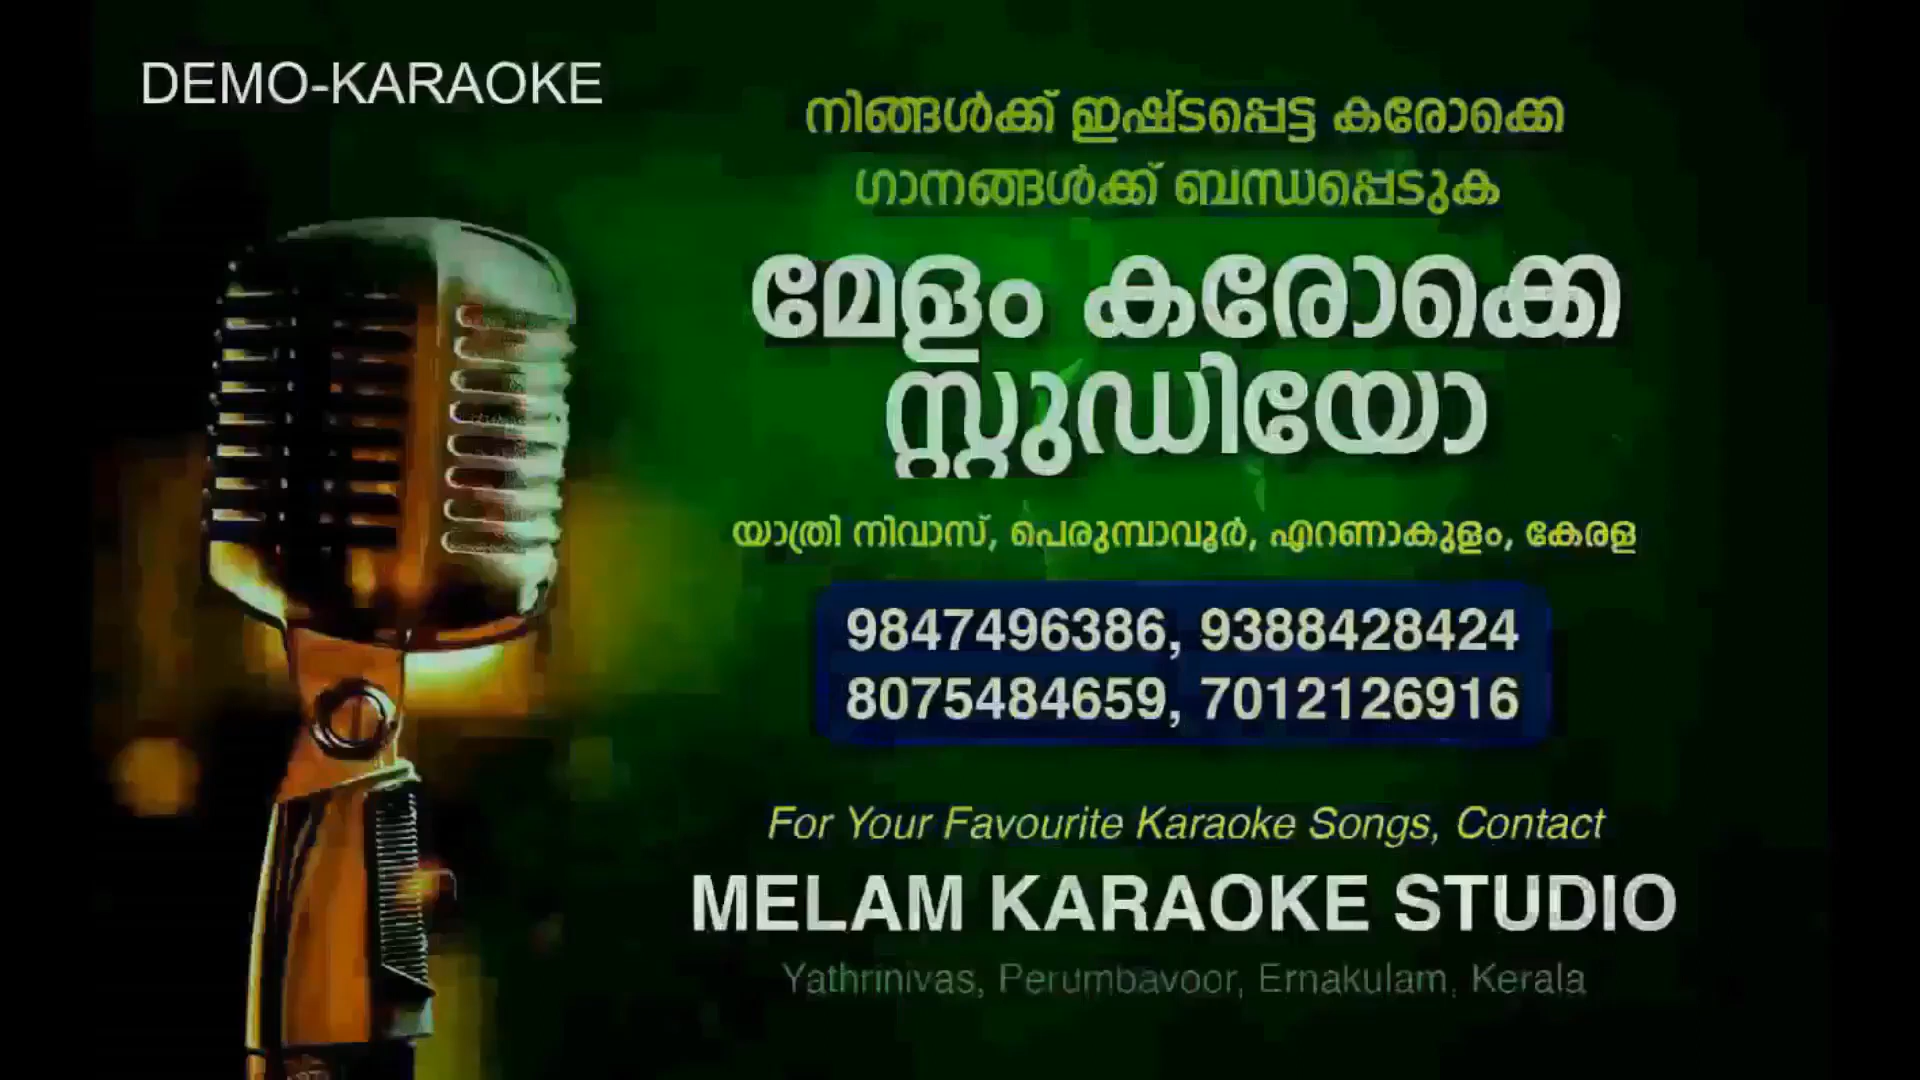 DEMO-KARAOKE
നിങ്ങൾക്ക് ഇഷ്ടപ്പെട്ട കരോക്കെ
ഗാനങ്ങൾക്ക് ബന്ധപ്പെടുക
മേളം കരോക്കെ
സ്റ്റുഡിയോ
യാത്രി നിവാസ്, പെരുമ്പാവൂർ, എറണാകുളം, കേരള
9847496386, 9388428424
8075484659, 7012126916
For Your Favourite Karaoke Songs, Contact
MELAM KARAOKE STUDIO
Yathrinivas, Perumbavoor, Ernakulam, Kerala